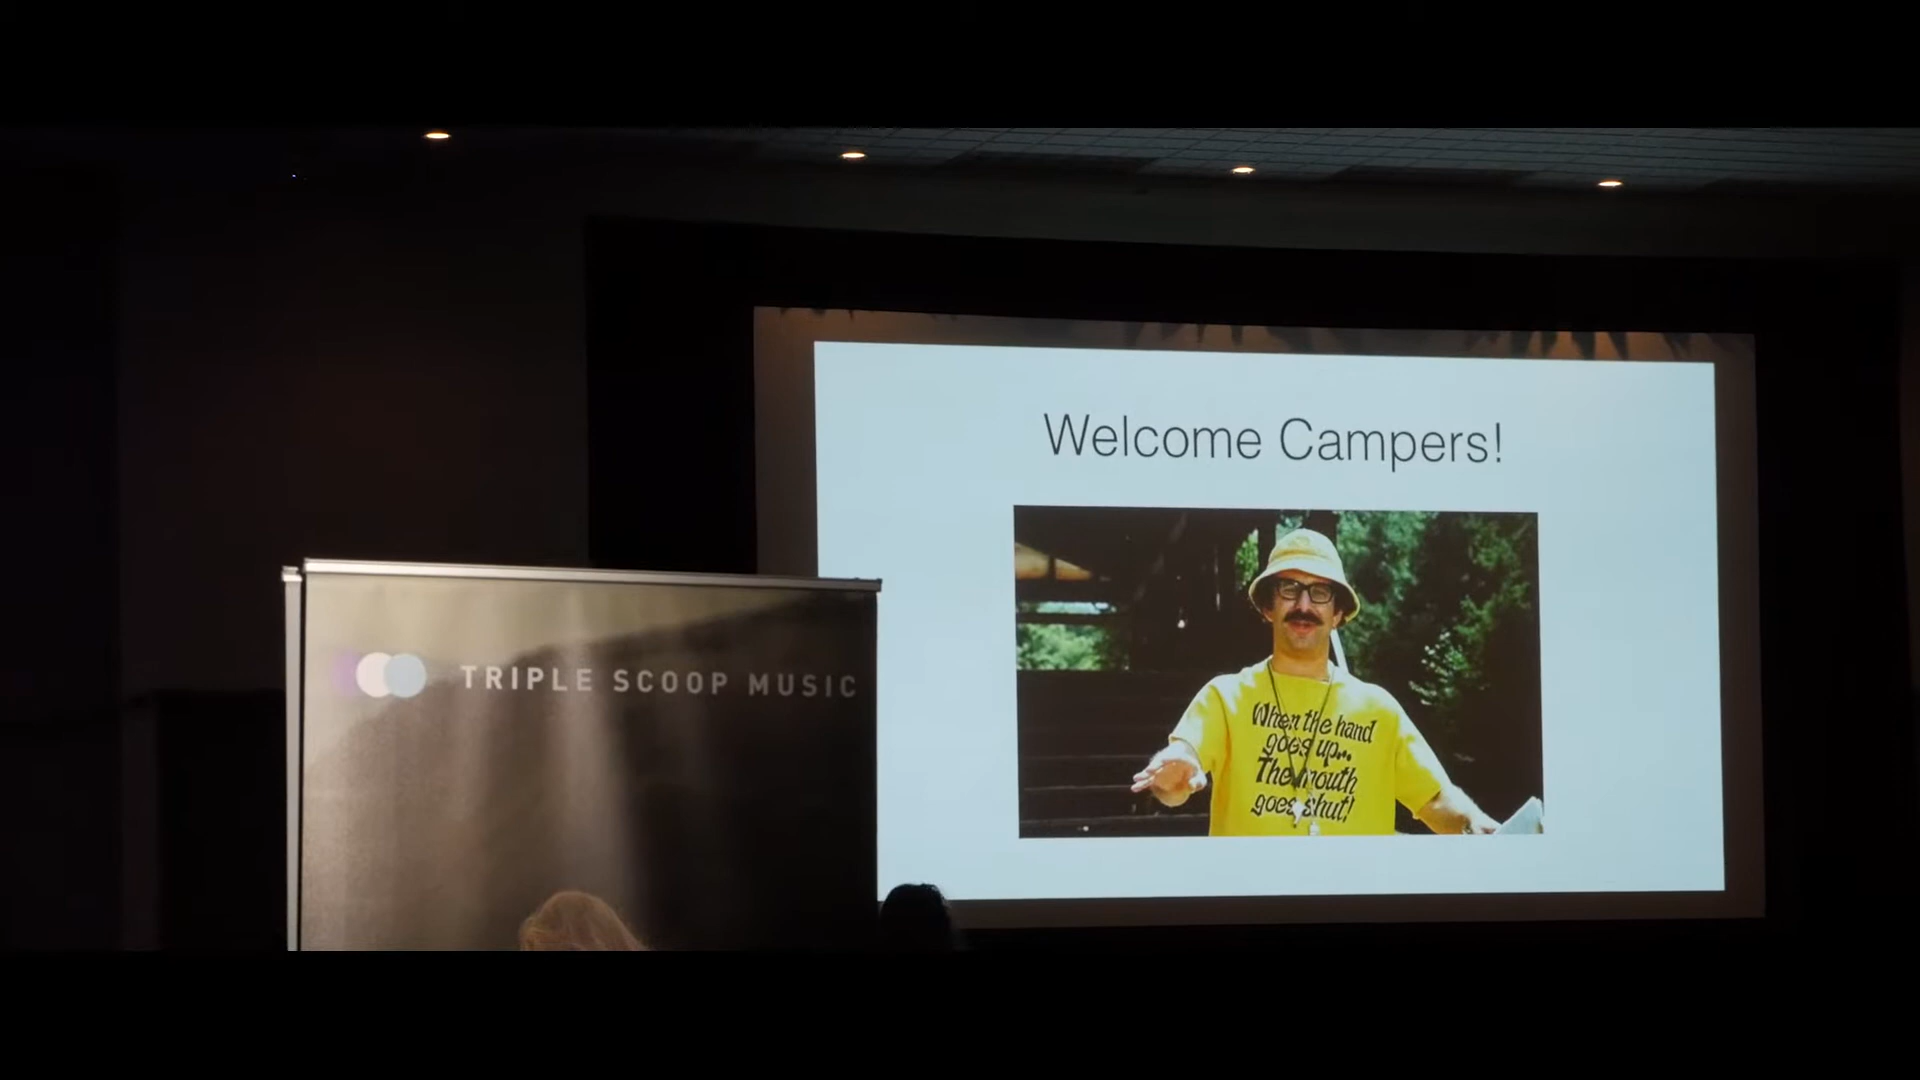 Welcome Campers!
When the hand
goes up...
The mouth
goes shut!
TRIPLE SCOOP MUSIC